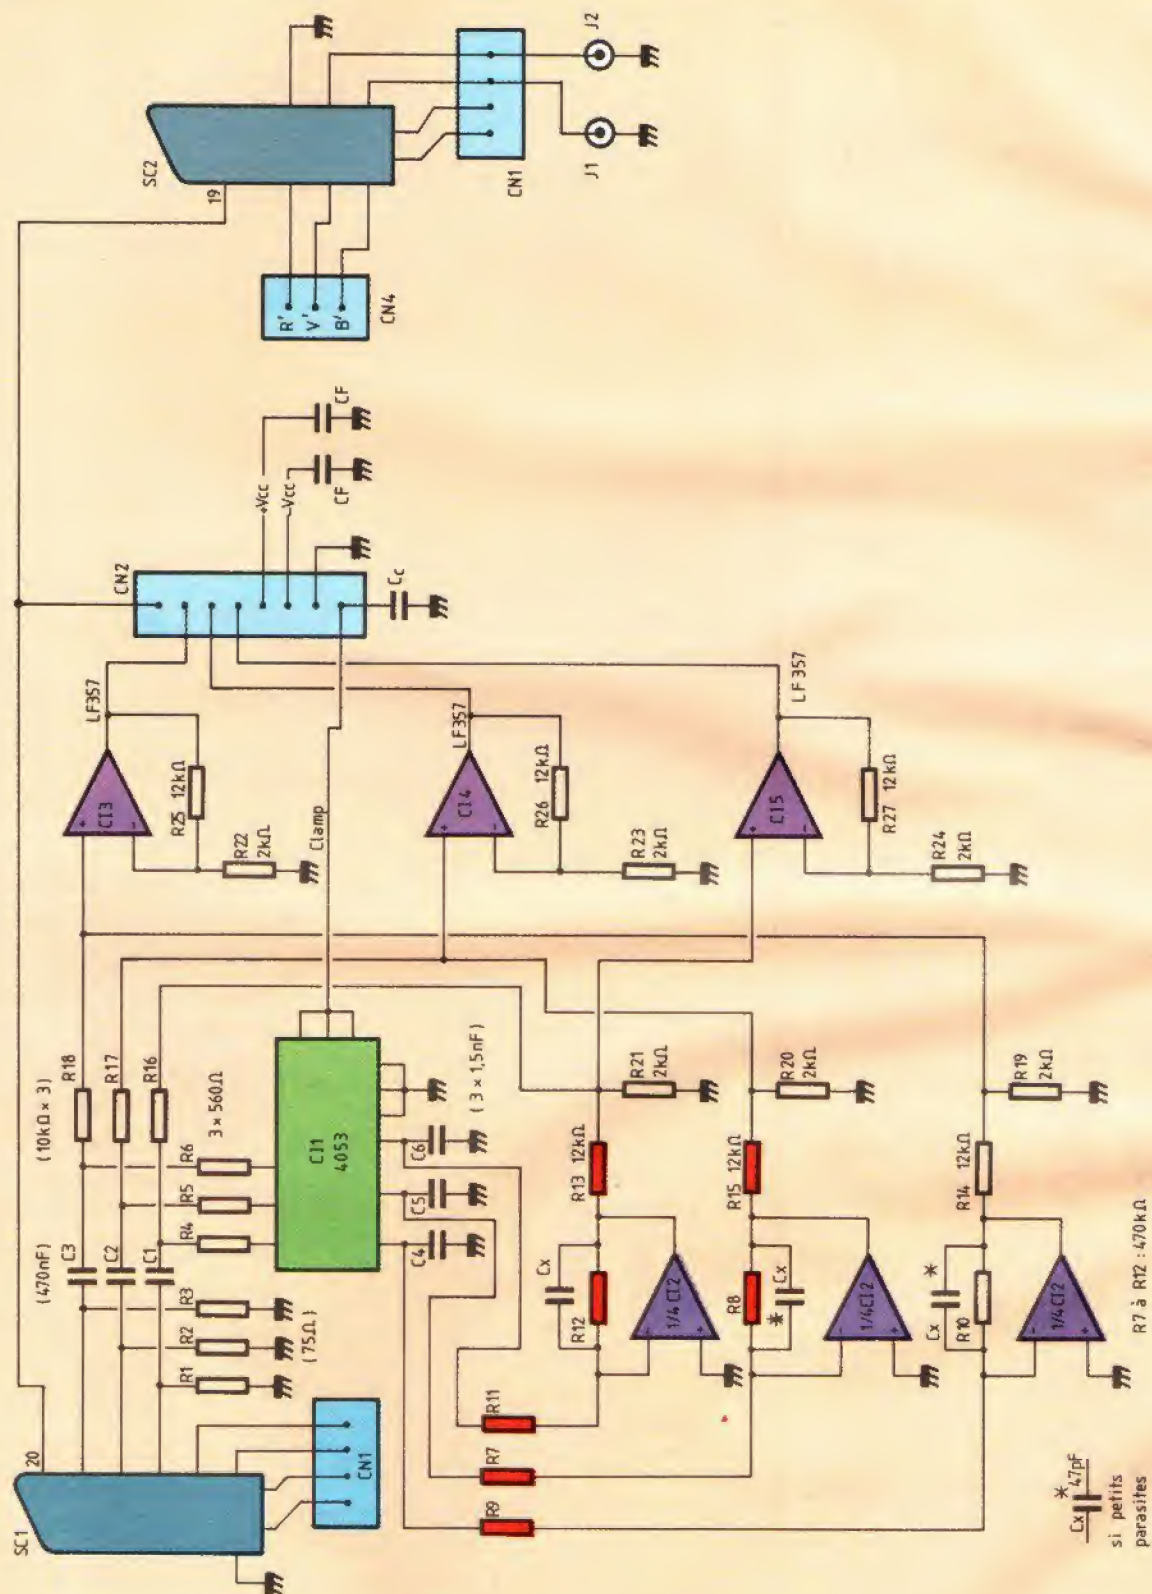 SC1
20
CN1
R1
R2
R3
(75Ω)
(470nF)
C3
C2
C1
R4
R5
R6
3 × 560Ω
(10kΩ × 3)
R18
R17
R16
CI1
4053
C4
C5
C6
(3 × 1,5nF)
Clamp
CI3
+
-
LF357
R25 12kΩ
R22
2kΩ
CI4
+
-
LF357
R26 12kΩ
R23
2kΩ
CI5
+
-
LF357
R27 12kΩ
R24
2kΩ
CN2
+Vcc
-Vcc
CF
CF
Cc
CN4
R'
V'
B'
19
SC2
CN1
J1
J2
R11
R7
R9
Cx
R12
R13 12kΩ
R21
2kΩ
1/4 CI2
-
+
R8
Cx
*
R15 12kΩ
R20
2kΩ
1/4 CI2
-
+
Cx
*
R10
R14 12kΩ
R19
2kΩ
1/4 CI2
-
+
*
Cx 47pF
si petits
parasites
R7 à R12 : 470kΩ